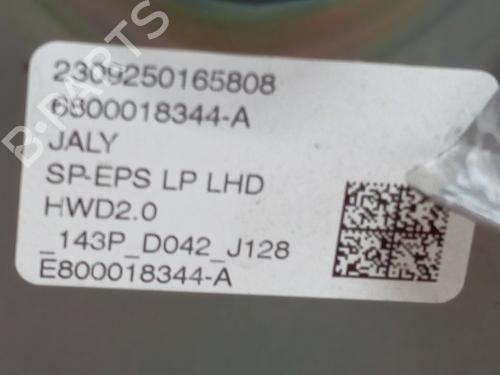 2309250165808
6800018344-A
JALY
SP-EPS LP LHD
HWD2.0
_143P_D042_J128
E800018344-A
B-PARTS